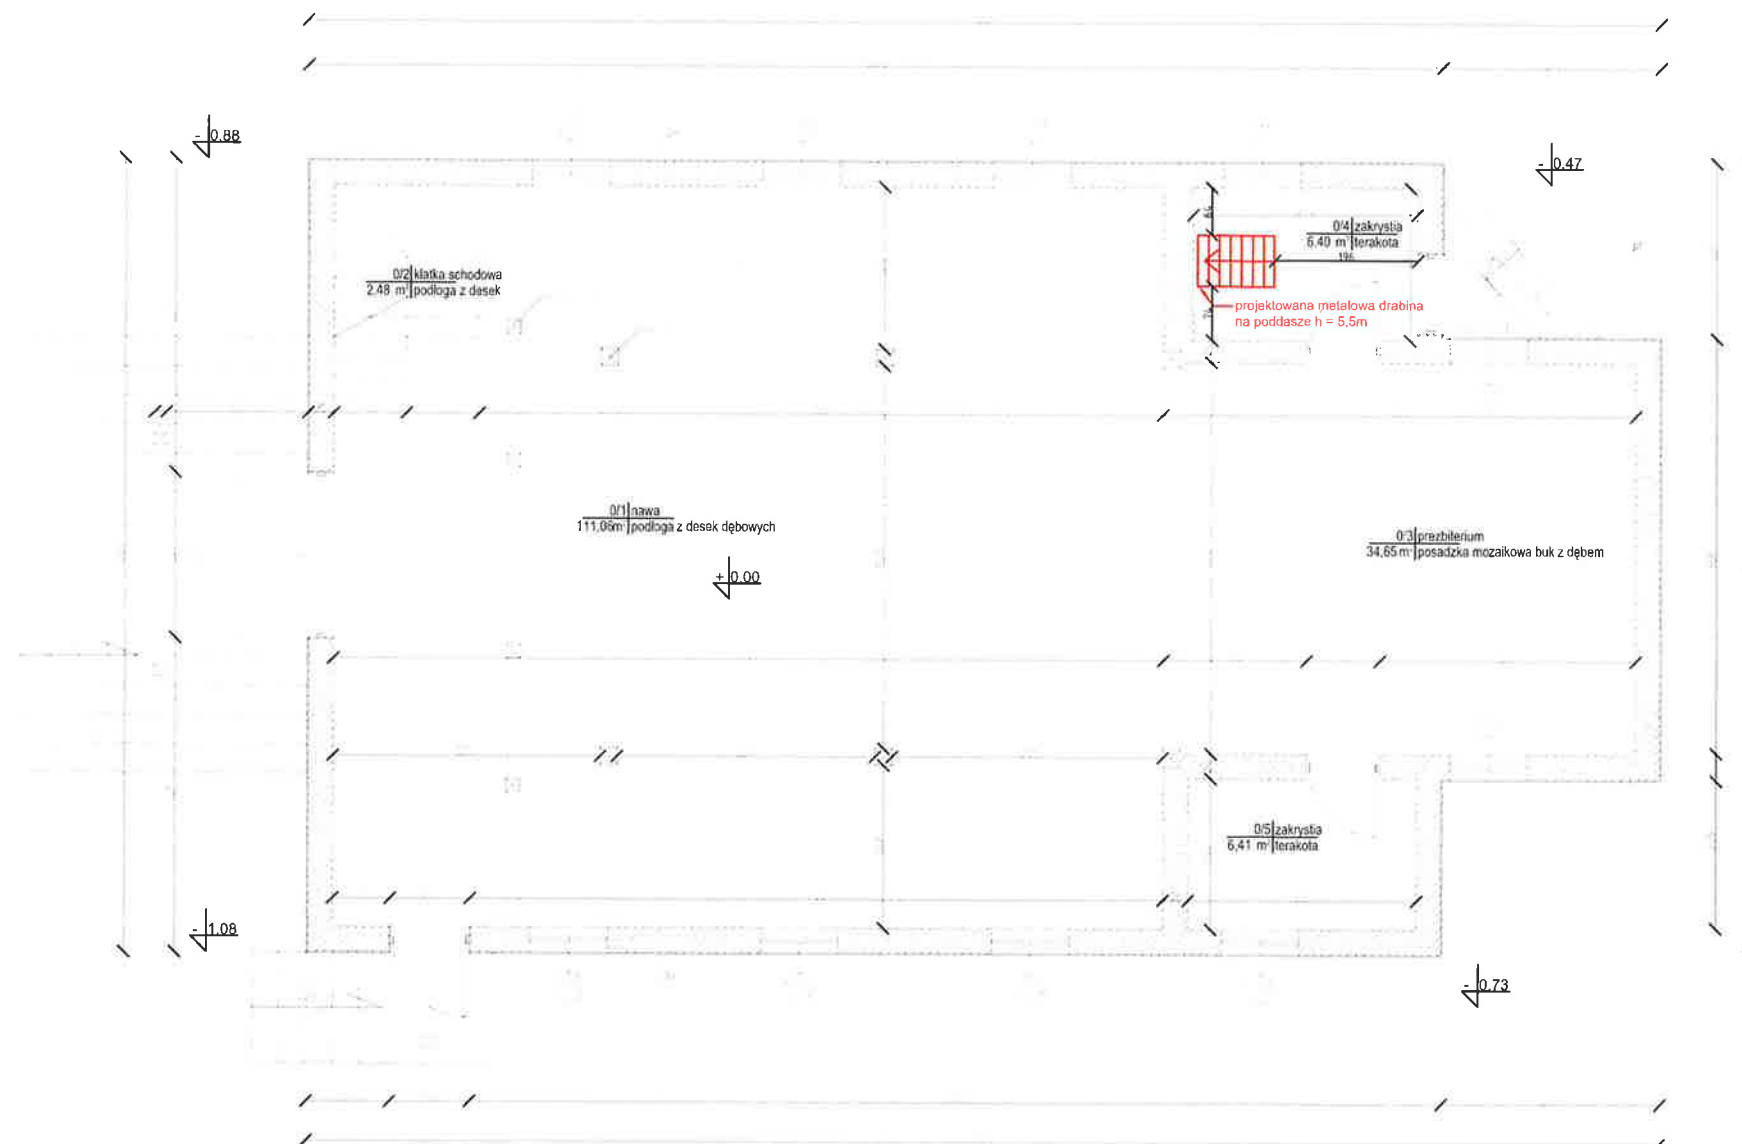 - 0.88
- 0.47
0/4 zakrystia
6,40 m² terakota
196
0/2 klatka schodowa
2.48 m² podłoga z desek
projektowana metalowa drabina
na poddasze h = 5,5m
74
0/1 nawa
111,06m² podłoga z desek dębowych
0/3 prezbiterium
34,65 m² posadzka mozaikowa buk z dębem
+ 0.00
0/5 zakrystia
6,41 m² terakota
- 1.08
- 0.73